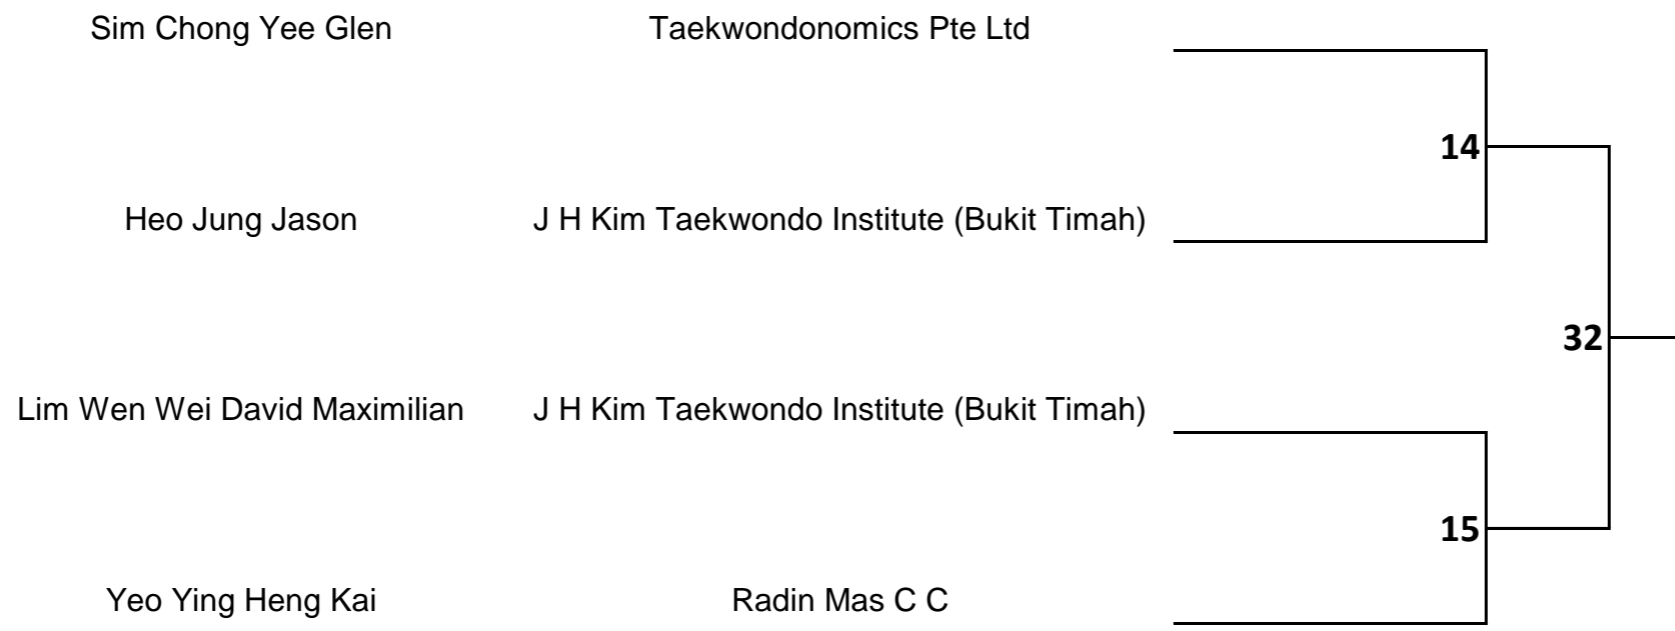 Sim Chong Yee Glen Taekwondonomics Pte Ltd
14
Heo Jung Jason J H Kim Taekwondo Institute (Bukit Timah)
32
Lim Wen Wei David Maximilian J H Kim Taekwondo Institute (Bukit Timah)
15
Yeo Ying Heng Kai Radin Mas C C